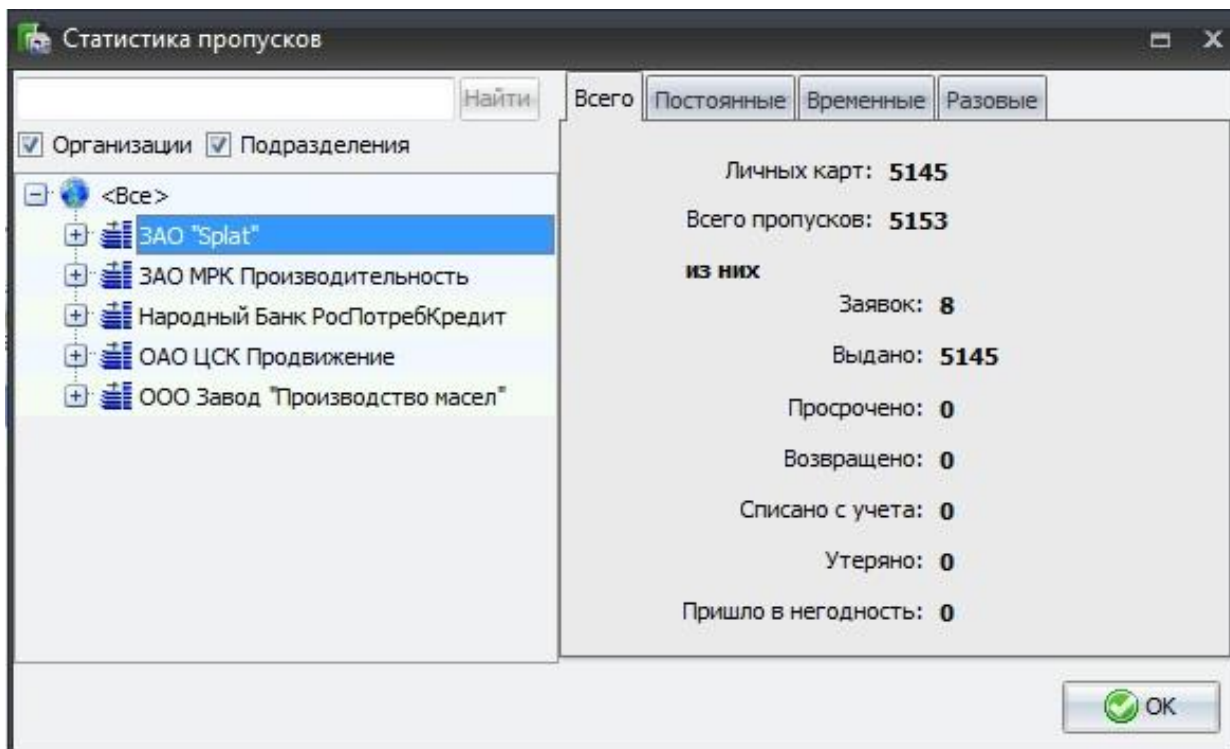 Статистика пропусков
Найти
Организации Подразделения
<Все>
ЗАО "Splat"
ЗАО МРК Производительность
Народный Банк РосПотребКредит
ОАО ЦСК Продвижение
ООО Завод "Производство масел"
Всего Постоянные Временные Разовые
Личных карт: 5145
Всего пропусков: 5153
из них
Заявок: 8
Выдано: 5145
Просрочено: 0
Возвращено: 0
Списано с учета: 0
Утеряно: 0
Пришло в негодность: 0
OK